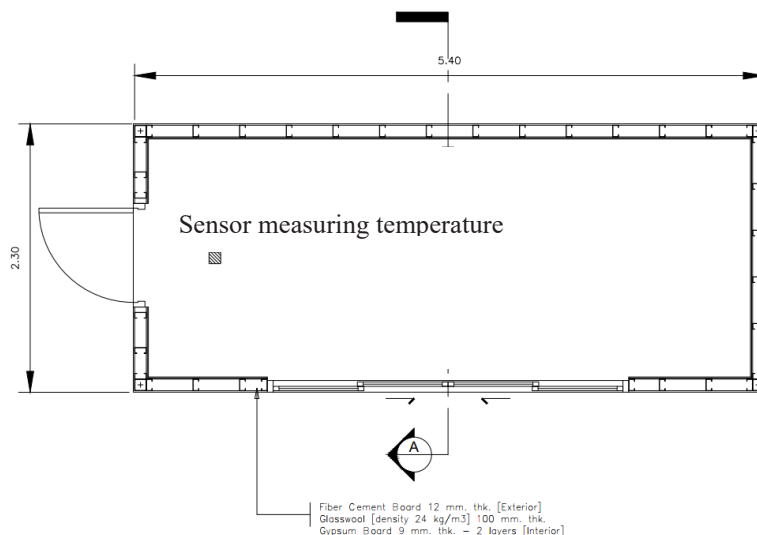 5.40
Sensor measuring temperature
2.30
A
Fiber Cement Board 12 mm. thk. [Exterior]
Glasswool [density 24 kg/m3] 100 mm. thk.
Gypsum Board 9 mm. thk. – 2 layers [Interior]